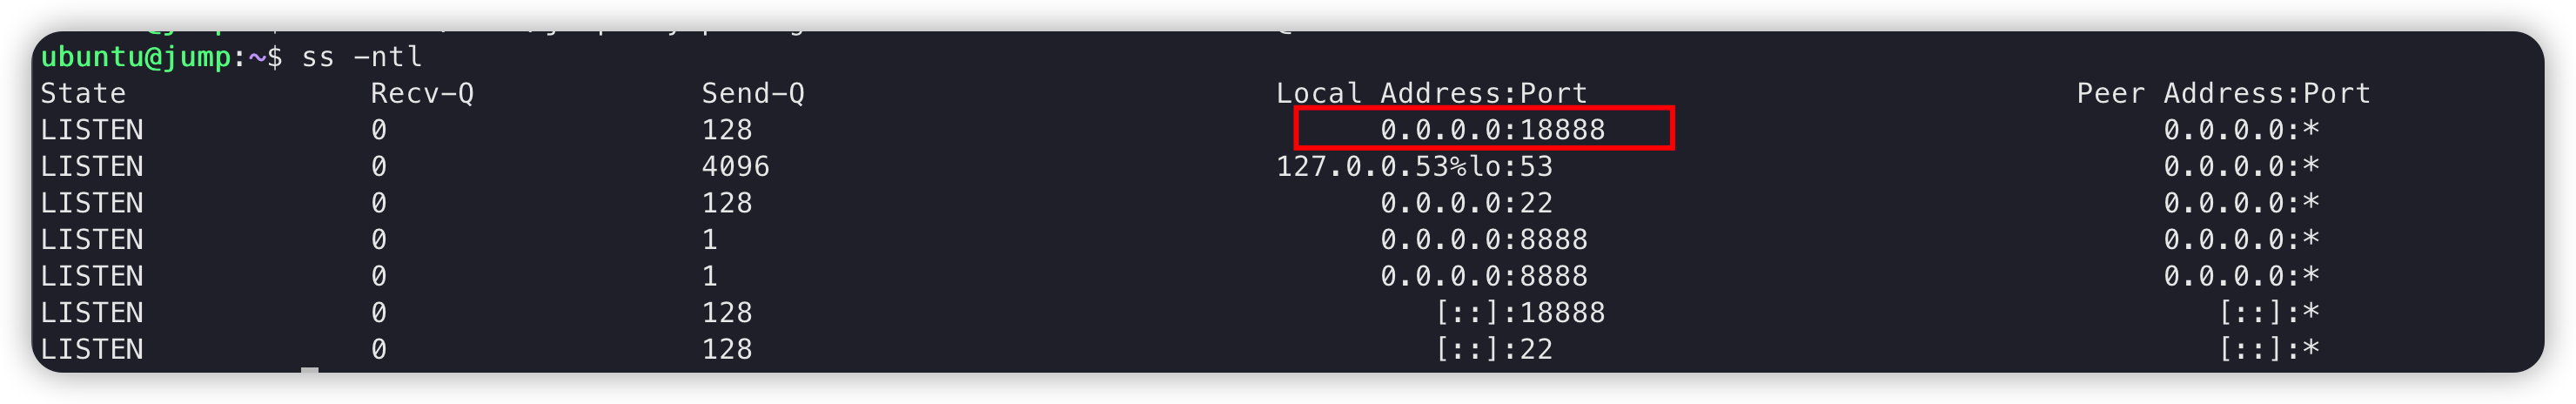 ubuntu@jump:~$ ss -ntl
State Recv-Q Send-Q Local Address:Port Peer Address:Port
LISTEN 0 128 0.0.0.0:18888 0.0.0.0:*
LISTEN 0 4096 127.0.0.53%lo:53 0.0.0.0:*
LISTEN 0 128 0.0.0.0:22 0.0.0.0:*
LISTEN 0 1 0.0.0.0:8888 0.0.0.0:*
LISTEN 0 1 0.0.0.0:8888 0.0.0.0:*
LISTEN 0 128 [::]:18888 [::]:*
LISTEN 0 128 [::]:22 [::]:*